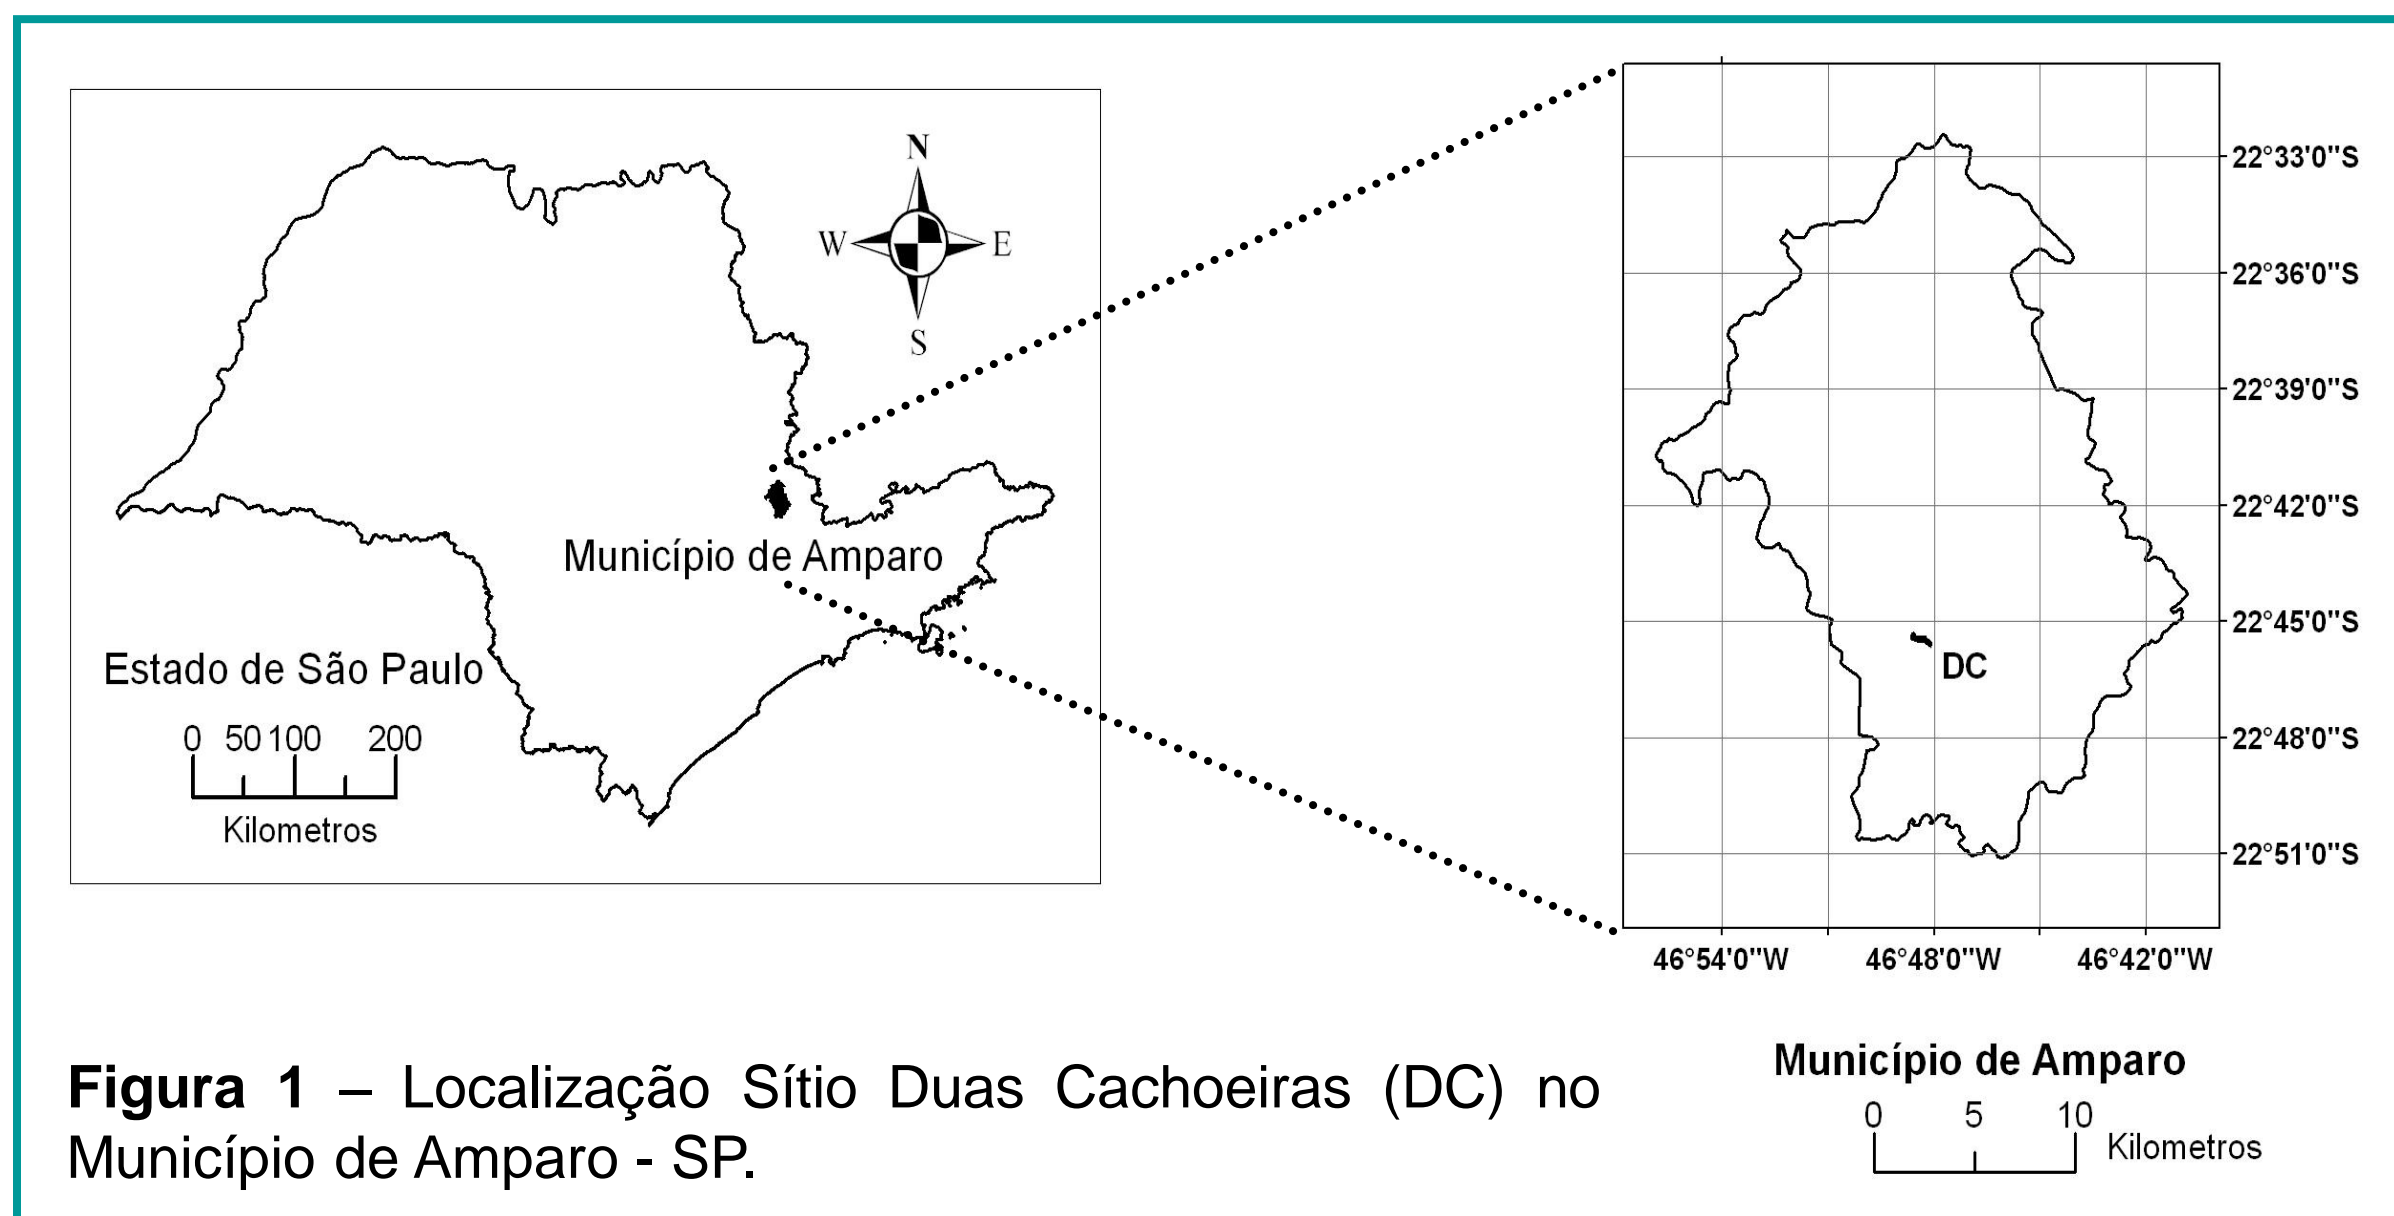 N
W E
S
Município de Amparo
Estado de São Paulo
0 50 100 200
Kilometros
22°33'0"S
22°36'0"S
22°39'0"S
22°42'0"S
22°45'0"S
DC
22°48'0"S
22°51'0"S
46°54'0"W 46°48'0"W 46°42'0"W
Município de Amparo
0 5 10
Kilometros
Figura 1 – Localização Sítio Duas Cachoeiras (DC) no
Município de Amparo - SP.